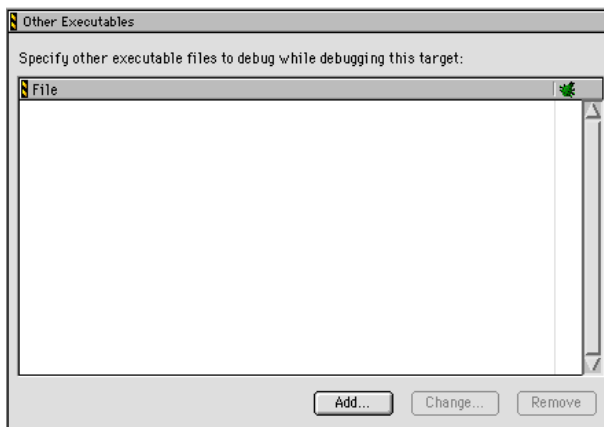 Other Executables
Specify other executable files to debug while debugging this target:
File
Add... Change... Remove